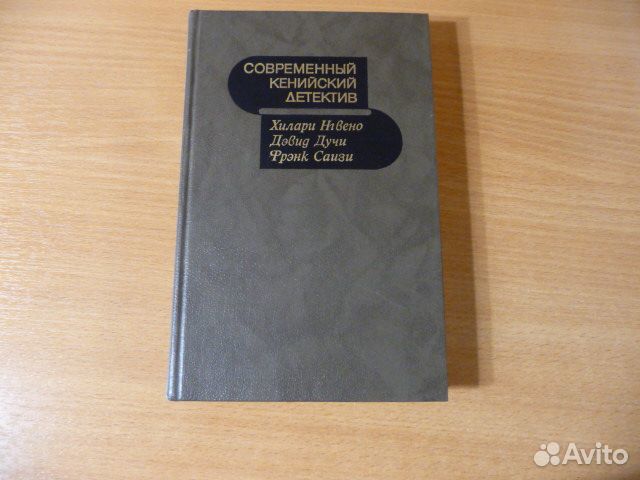 СОВРЕМЕННЫЙ
КЕНИЙСКИЙ
ДЕТЕКТИВ
Хилари Нгвено
Дэвид Дучи
Фрэнк Саизи
Avito